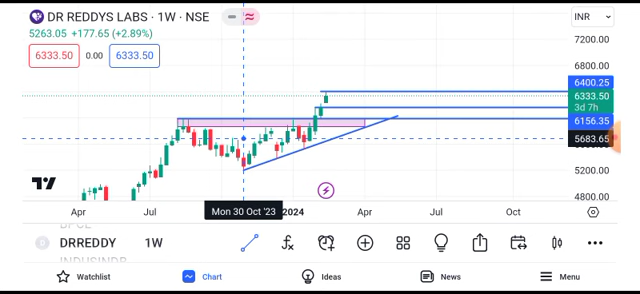 DR REDDYS LABS · 1W · NSE
INR
5263.05 +177.65 (+2.89%)
6333.50 0.00 6333.50
7200.00
6800.00
6400.25
6333.50
3d 7h
6156.35
5683.65
5200.00
4800.00
Apr Jul Mon 30 Oct '23 2024 Apr Jul Oct
DRREDDY 1W
Watchlist Chart Ideas News Menu